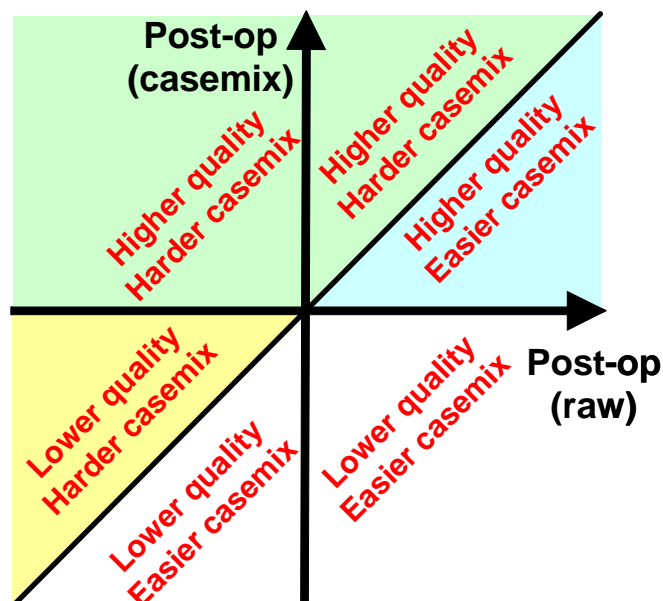 Post-op
(casemix)
Higher quality
Harder casemix
Higher quality
Harder casemix
Higher quality
Easier casemix
Post-op
(raw)
Lower quality
Harder casemix
Lower quality
Easier casemix
Lower quality
Easier casemix